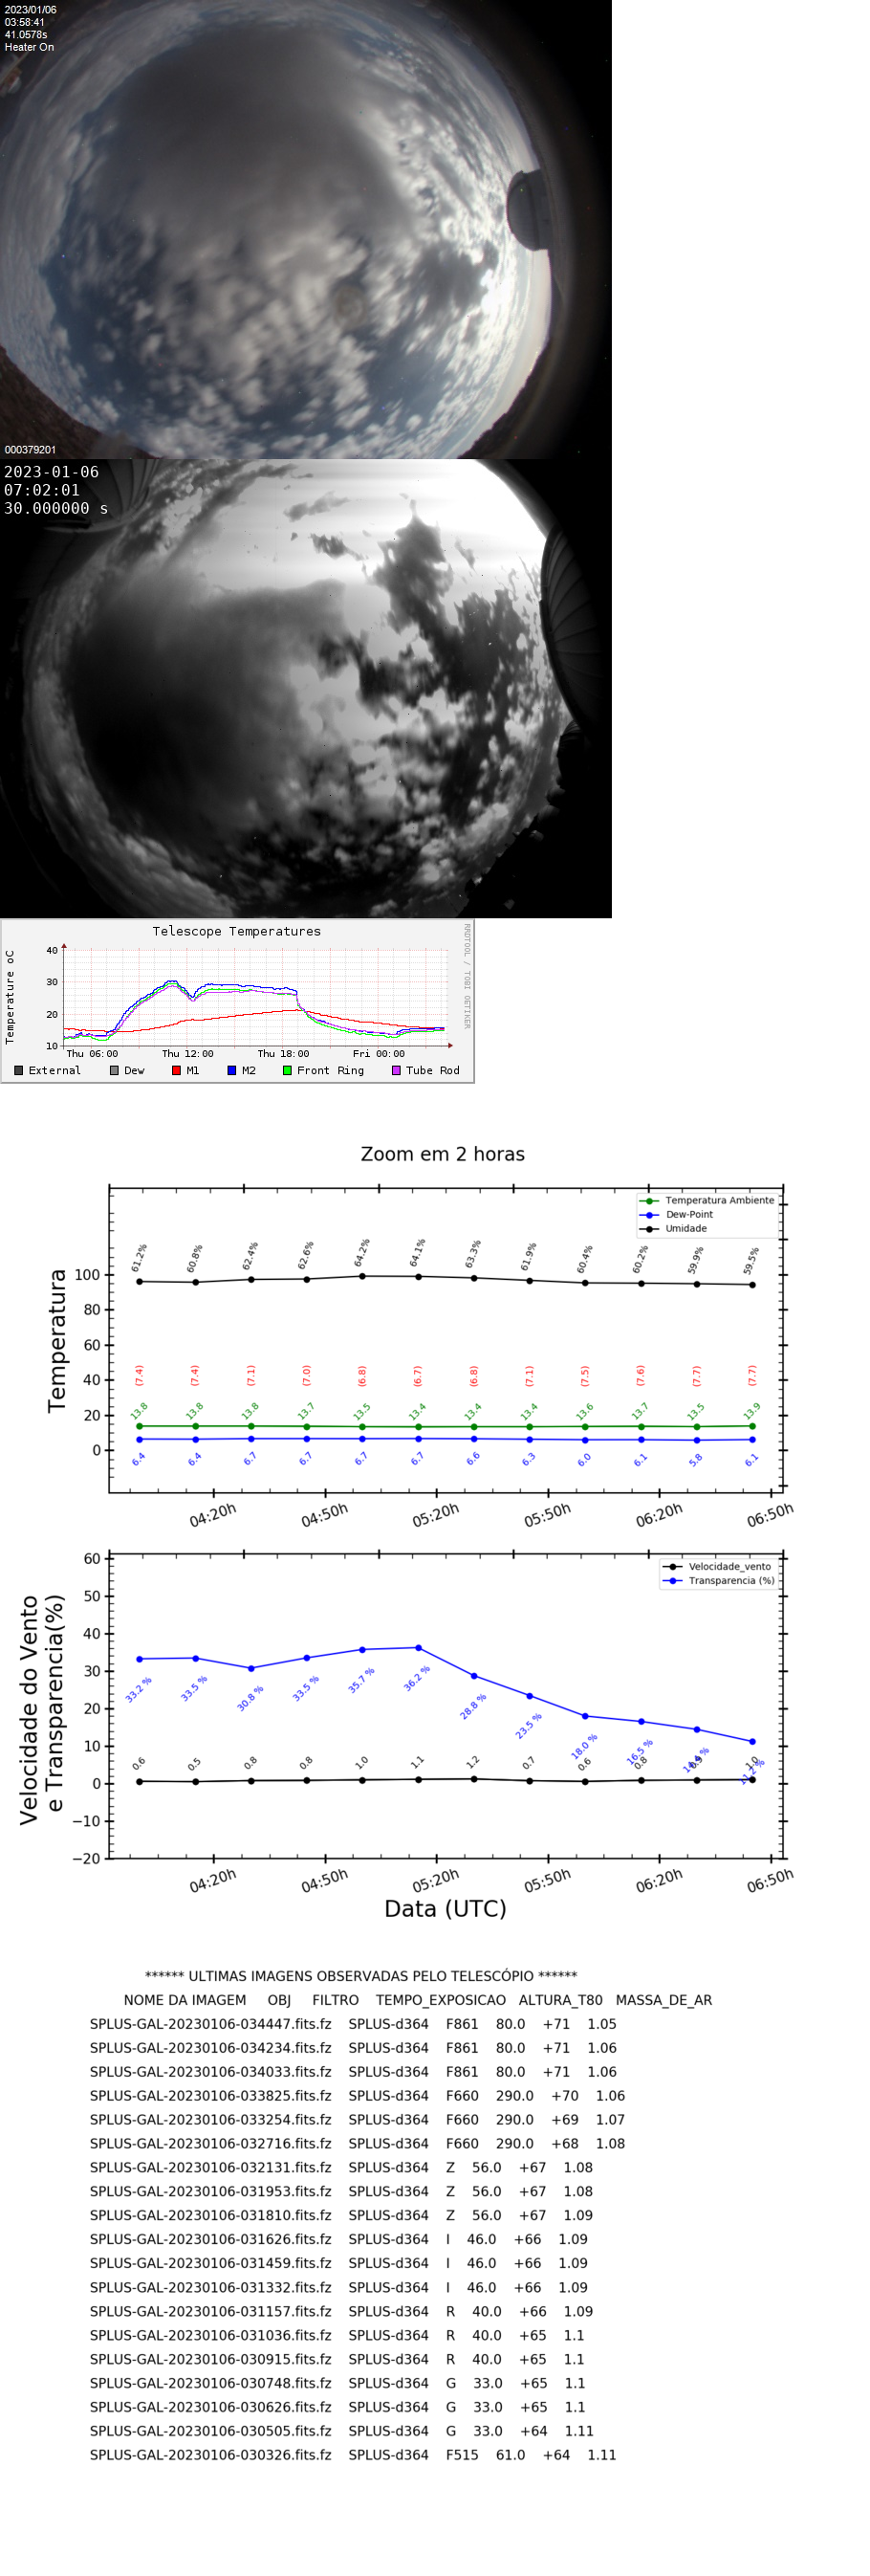 2023/01/06
03:58:41
41.0578s
Heater On
000379201
2023-01-06
07:02:01
30.000000 s
Telescope Temperatures
RRDTOOL / TOBI OETIKER
Temperature oC
40
30
20
10
Thu 06:00 Thu 12:00 Thu 18:00 Fri 00:00
External Dew M1 M2 Front Ring Tube Rod
Zoom em 2 horas
Temperatura Ambiente
Dew-Point
Umidade
Temperatura
100
80
60
40
20
0
61.2% 60.8% 62.4% 62.6% 64.2% 64.1% 63.3% 61.9% 60.4% 60.2% 59.9% 59.5%
(7.4) (7.4) (7.1) (7.0) (6.8) (6.7) (6.8) (7.1) (7.5) (7.6) (7.7) (7.7)
13.8 13.8 13.8 13.7 13.5 13.4 13.4 13.4 13.6 13.7 13.5 13.9
6.4 6.4 6.7 6.7 6.7 6.7 6.6 6.3 6.0 6.1 5.8 6.1
04:20h 04:50h 05:20h 05:50h 06:20h 06:50h
Velocidade_vento
Transparencia (%)
Velocidade do Vento
e Transparencia(%)
60
50
40
30
20
10
0
−10
−20
33.2 % 33.5 % 30.8 % 33.5 % 35.7 % 36.2 % 28.8 % 23.5 % 18.0 % 16.5 % 11.2 %
0.6 0.5 0.8 0.8 1.0 1.1 1.2 0.7 0.6 0.8 0.9 1.0
04:20h 04:50h 05:20h 05:50h 06:20h 06:50h
Data (UTC)
****** ULTIMAS IMAGENS OBSERVADAS PELO TELESCÓPIO ******
NOME DA IMAGEM OBJ FILTRO TEMPO_EXPOSICAO ALTURA_T80 MASSA_DE_AR
SPLUS-GAL-20230106-034447.fits.fz SPLUS-d364 F861 80.0 +71 1.05
SPLUS-GAL-20230106-034234.fits.fz SPLUS-d364 F861 80.0 +71 1.06
SPLUS-GAL-20230106-034033.fits.fz SPLUS-d364 F861 80.0 +71 1.06
SPLUS-GAL-20230106-033825.fits.fz SPLUS-d364 F660 290.0 +70 1.06
SPLUS-GAL-20230106-033254.fits.fz SPLUS-d364 F660 290.0 +69 1.07
SPLUS-GAL-20230106-032716.fits.fz SPLUS-d364 F660 290.0 +68 1.08
SPLUS-GAL-20230106-032131.fits.fz SPLUS-d364 Z 56.0 +67 1.08
SPLUS-GAL-20230106-031953.fits.fz SPLUS-d364 Z 56.0 +67 1.08
SPLUS-GAL-20230106-031810.fits.fz SPLUS-d364 Z 56.0 +67 1.09
SPLUS-GAL-20230106-031626.fits.fz SPLUS-d364 I 46.0 +66 1.09
SPLUS-GAL-20230106-031459.fits.fz SPLUS-d364 I 46.0 +66 1.09
SPLUS-GAL-20230106-031332.fits.fz SPLUS-d364 I 46.0 +66 1.09
SPLUS-GAL-20230106-031157.fits.fz SPLUS-d364 R 40.0 +66 1.09
SPLUS-GAL-20230106-031036.fits.fz SPLUS-d364 R 40.0 +65 1.1
SPLUS-GAL-20230106-030915.fits.fz SPLUS-d364 R 40.0 +65 1.1
SPLUS-GAL-20230106-030748.fits.fz SPLUS-d364 G 33.0 +65 1.1
SPLUS-GAL-20230106-030626.fits.fz SPLUS-d364 G 33.0 +65 1.1
SPLUS-GAL-20230106-030505.fits.fz SPLUS-d364 G 33.0 +64 1.11
SPLUS-GAL-20230106-030326.fits.fz SPLUS-d364 F515 61.0 +64 1.11